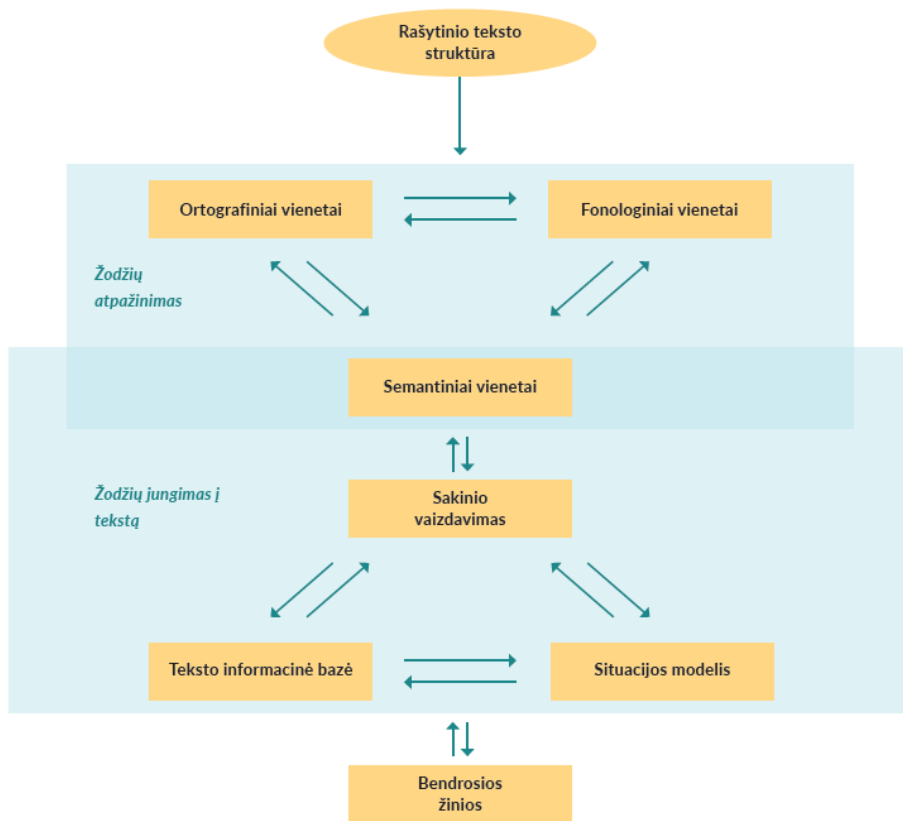 Rašytinio teksto
struktūra
Ortografiniai vienetai
Fonologiniai vienetai
Žodžių
atpažinimas
Semantiniai vienetai
Žodžių jungimas į
tekstą
Sakinio
vaizdavimas
Teksto informacinė bazė
Situacijos modelis
Bendrosios
žinios